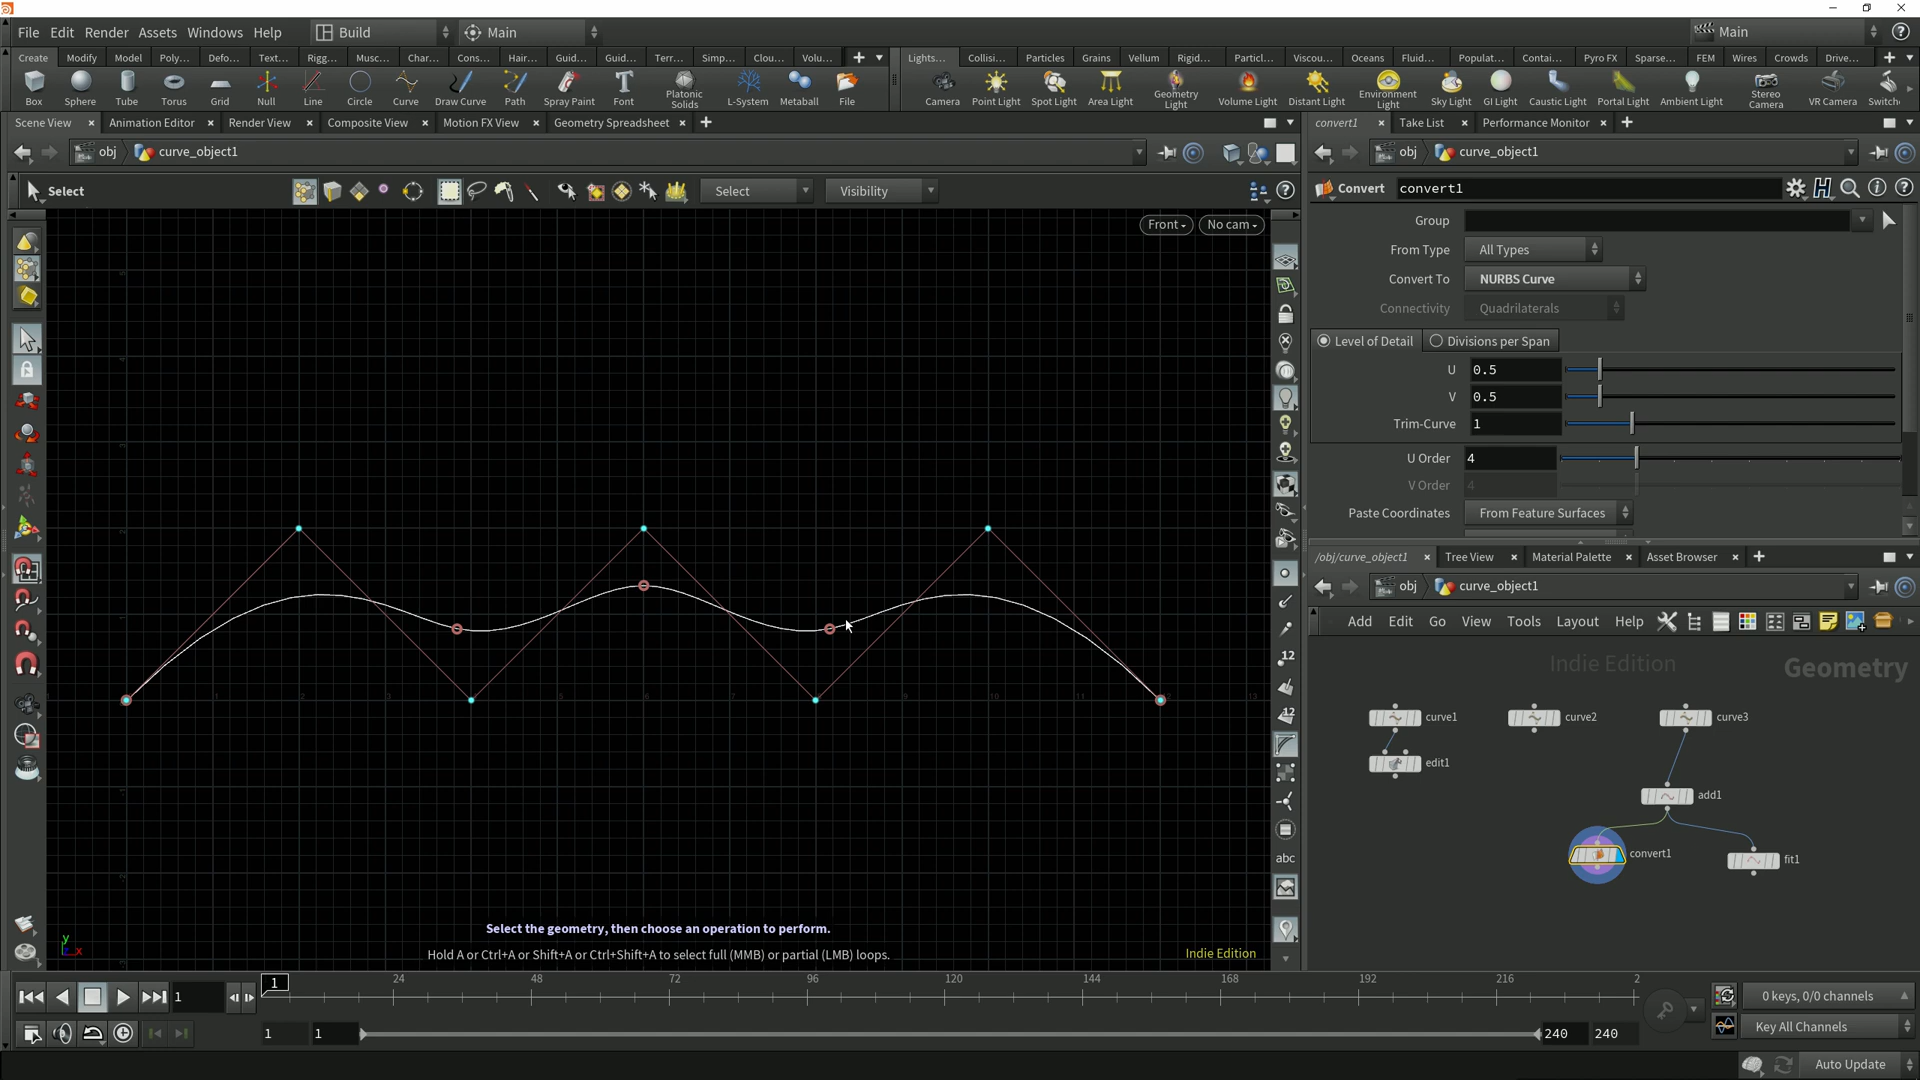 File Edit Render Assets Windows Help Build Main Main
Create Modify Model Poly... Defo... Text... Rigg... Musc... Char... Cons... Hair... Guid... Guid... Terr... Simp... Clou... Volu... Lights... Collisi... Particles Grains Vellum Rigid... Particl... Viscou... Oceans Fluid... Populat... Contai... Pyro FX Sparse... FEM Wires Crowds Drive...
Box Sphere Tube Torus Grid Null Line Circle Curve Draw Curve Path Spray Paint Font Platonic Solids L-System Metaball File Camera Point Light Spot Light Area Light Geometry Light Volume Light Distant Light Environment Light Sky Light GI Light Caustic Light Portal Light Ambient Light Stereo Camera VR Camera Switch
Scene View Animation Editor Render View Composite View Motion FX View Geometry Spreadsheet
obj curve_object1
Select Select Visibility
Front No cam
convert1 Take List Performance Monitor
obj curve_object1
Convert convert1
Group
From Type All Types
Convert To NURBS Curve
Connectivity Quadrilaterals
Level of Detail Divisions per Span
U 0.5
V 0.5
Trim-Curve 1
U Order 4
V Order 4
Paste Coordinates From Feature Surfaces
/obj/curve_object1 Tree View Material Palette Asset Browser
obj curve_object1
Add Edit Go View Tools Layout Help
Indie Edition Geometry
curve1 curve2 curve3
edit1
add1
convert1 fit1
12
12
abc
Select the geometry, then choose an operation to perform.
Hold A or Ctrl+A or Shift+A or Ctrl+Shift+A to select full (MMB) or partial (LMB) loops.
Indie Edition
y
x
1 1 24 48 72 96 120 144 168 192 216 2
0 keys, 0/0 channels
1 1 240 240
Key All Channels
Auto Update